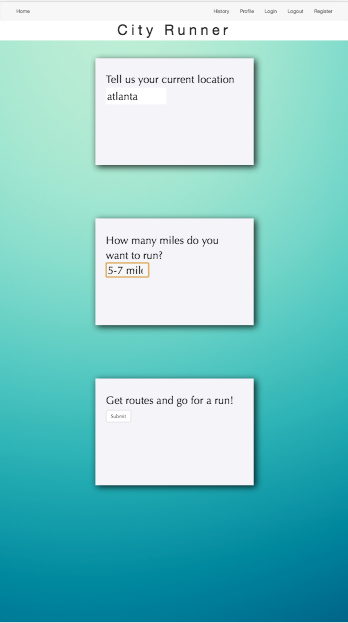 Home History Profile Login Logout Register
City Runner
Tell us your current location
atlanta
How many miles do you
want to run?
5-7 mile
Get routes and go for a run!
Submit